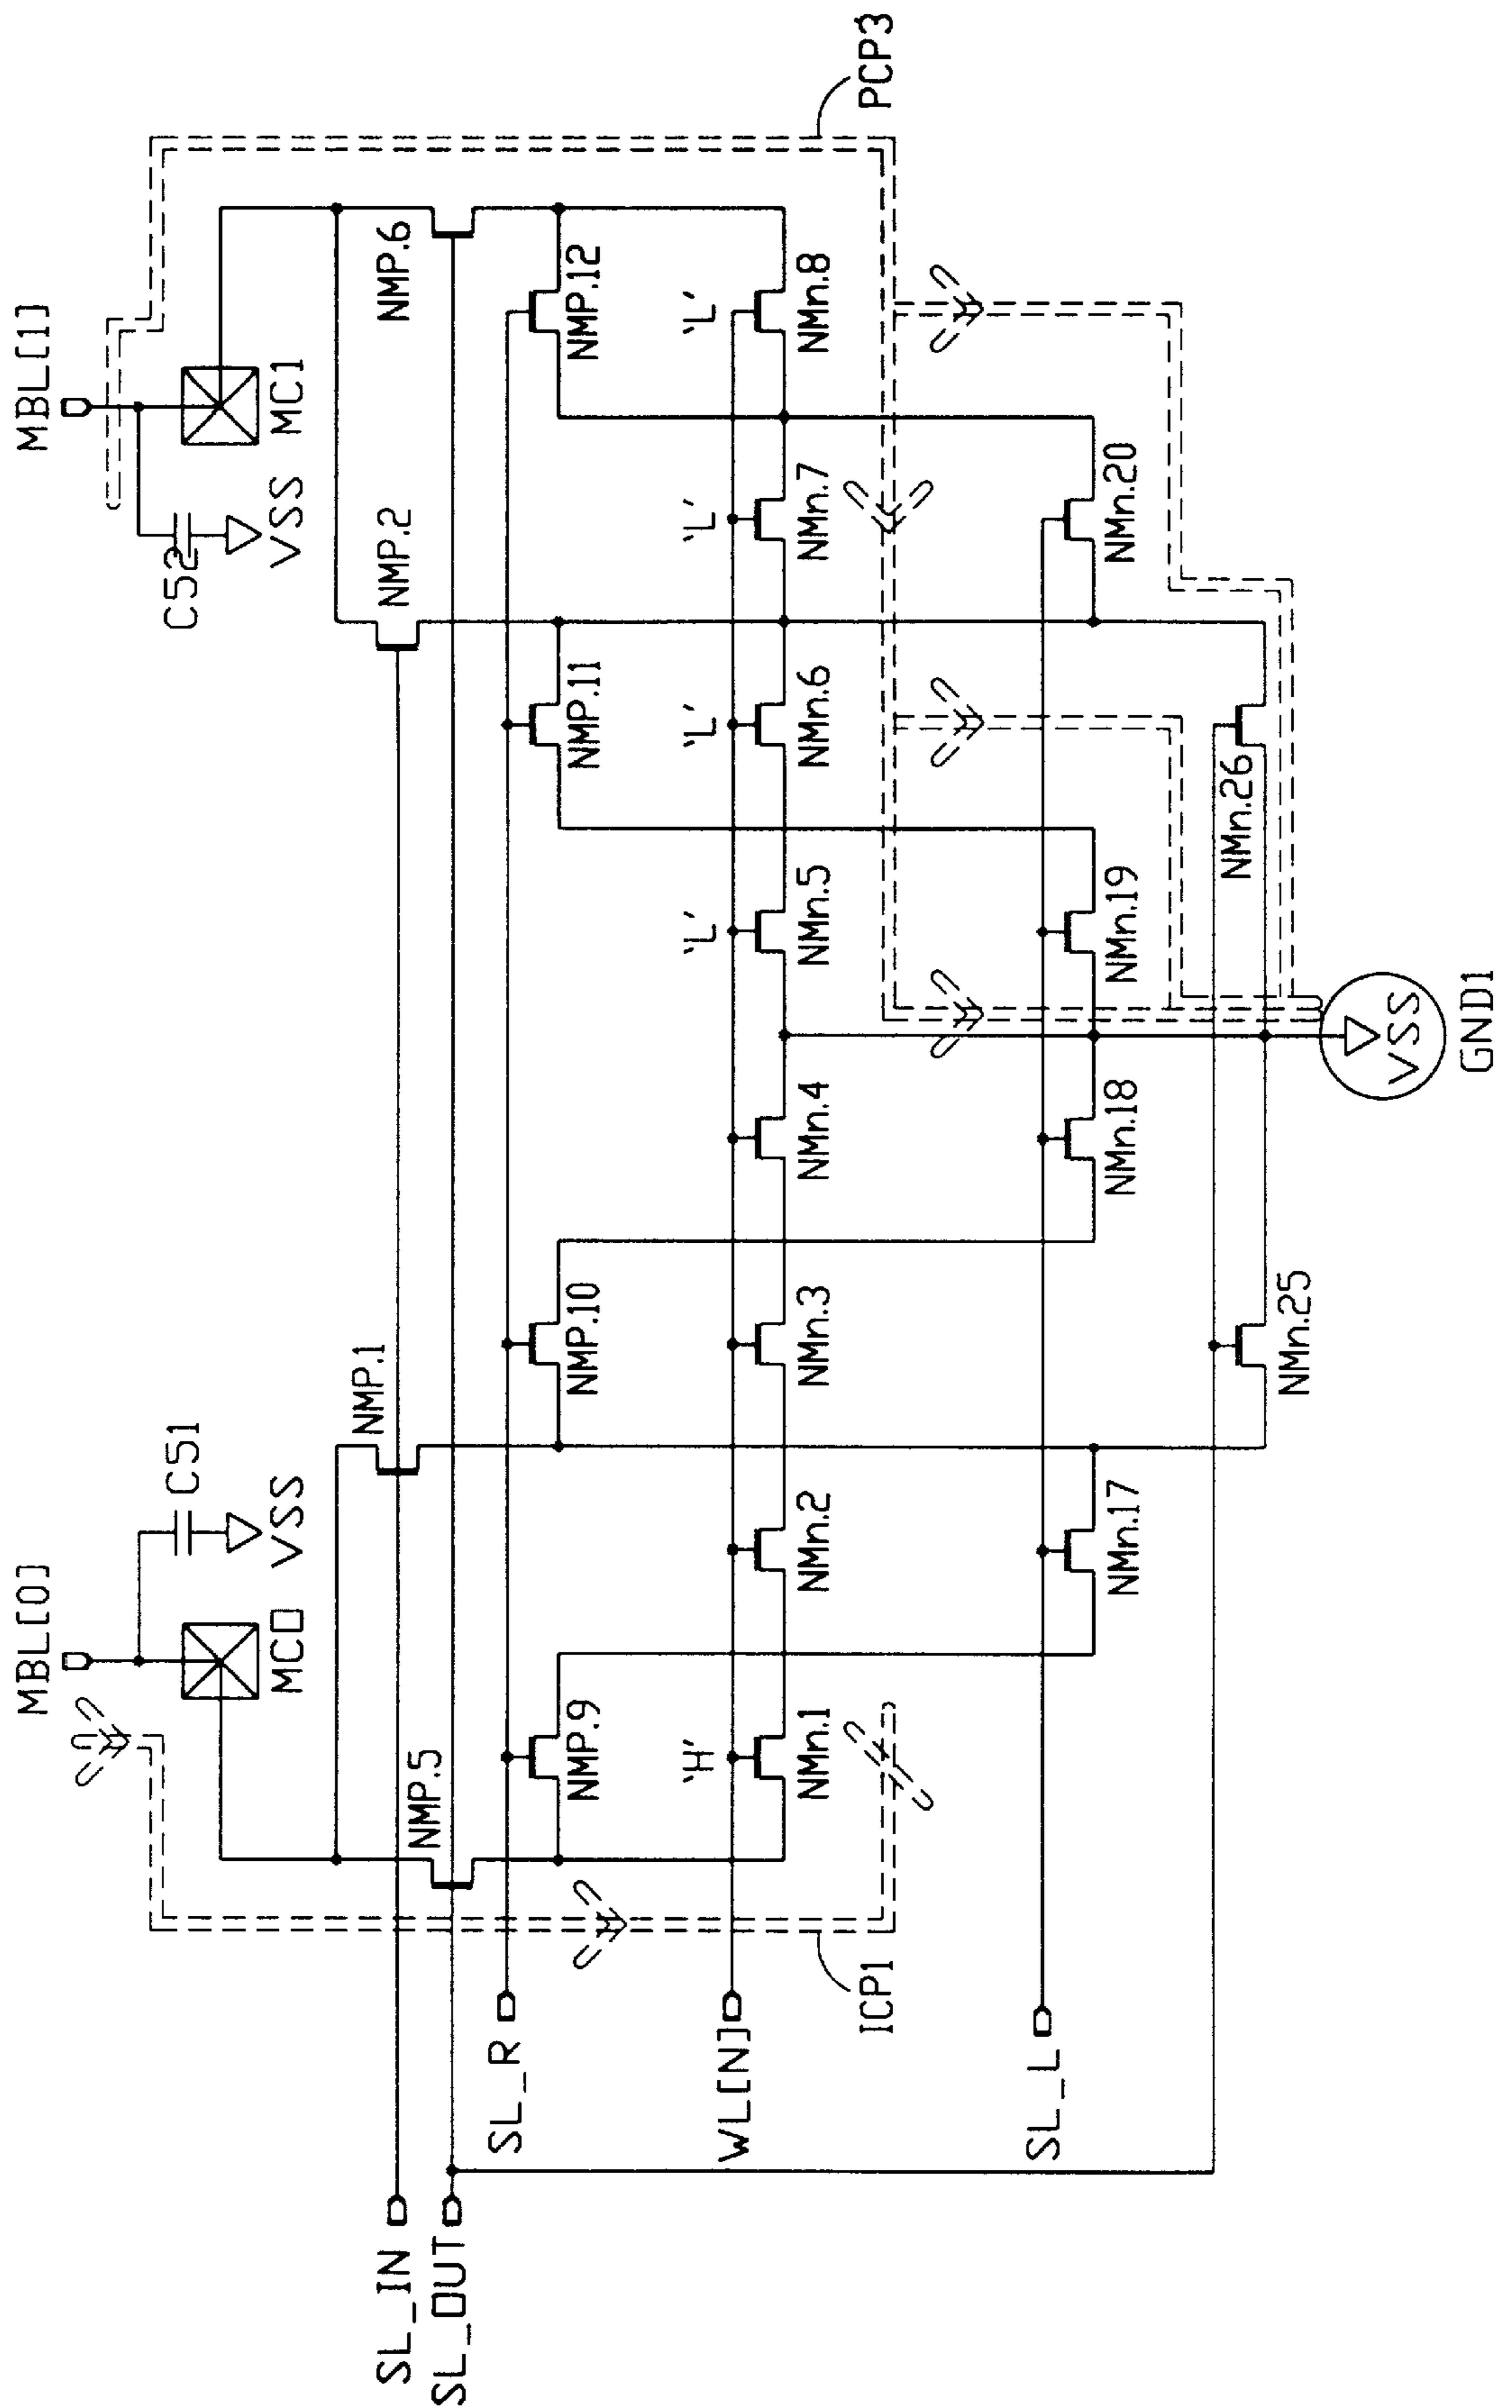 MBL[0]
MBL[1]
MC0
C51
VSS
C52
VSS
MC1
SL_IN
NMP.1
NMP.2
SL_OUT
NMP.5
NMP.6
SL_R
NMP.9
NMP.10
NMP.11
NMP.12
'H'
'L'
'L'
'L'
'L'
WL[N]
NMn.1
NMn.2
NMn.3
NMn.4
NMn.5
NMn.6
NMn.7
NMn.8
ICP1
PCP3
SL_L
NMn.17
NMn.18
NMn.19
NMn.20
NMn.25
NMn.26
VSS
GND1